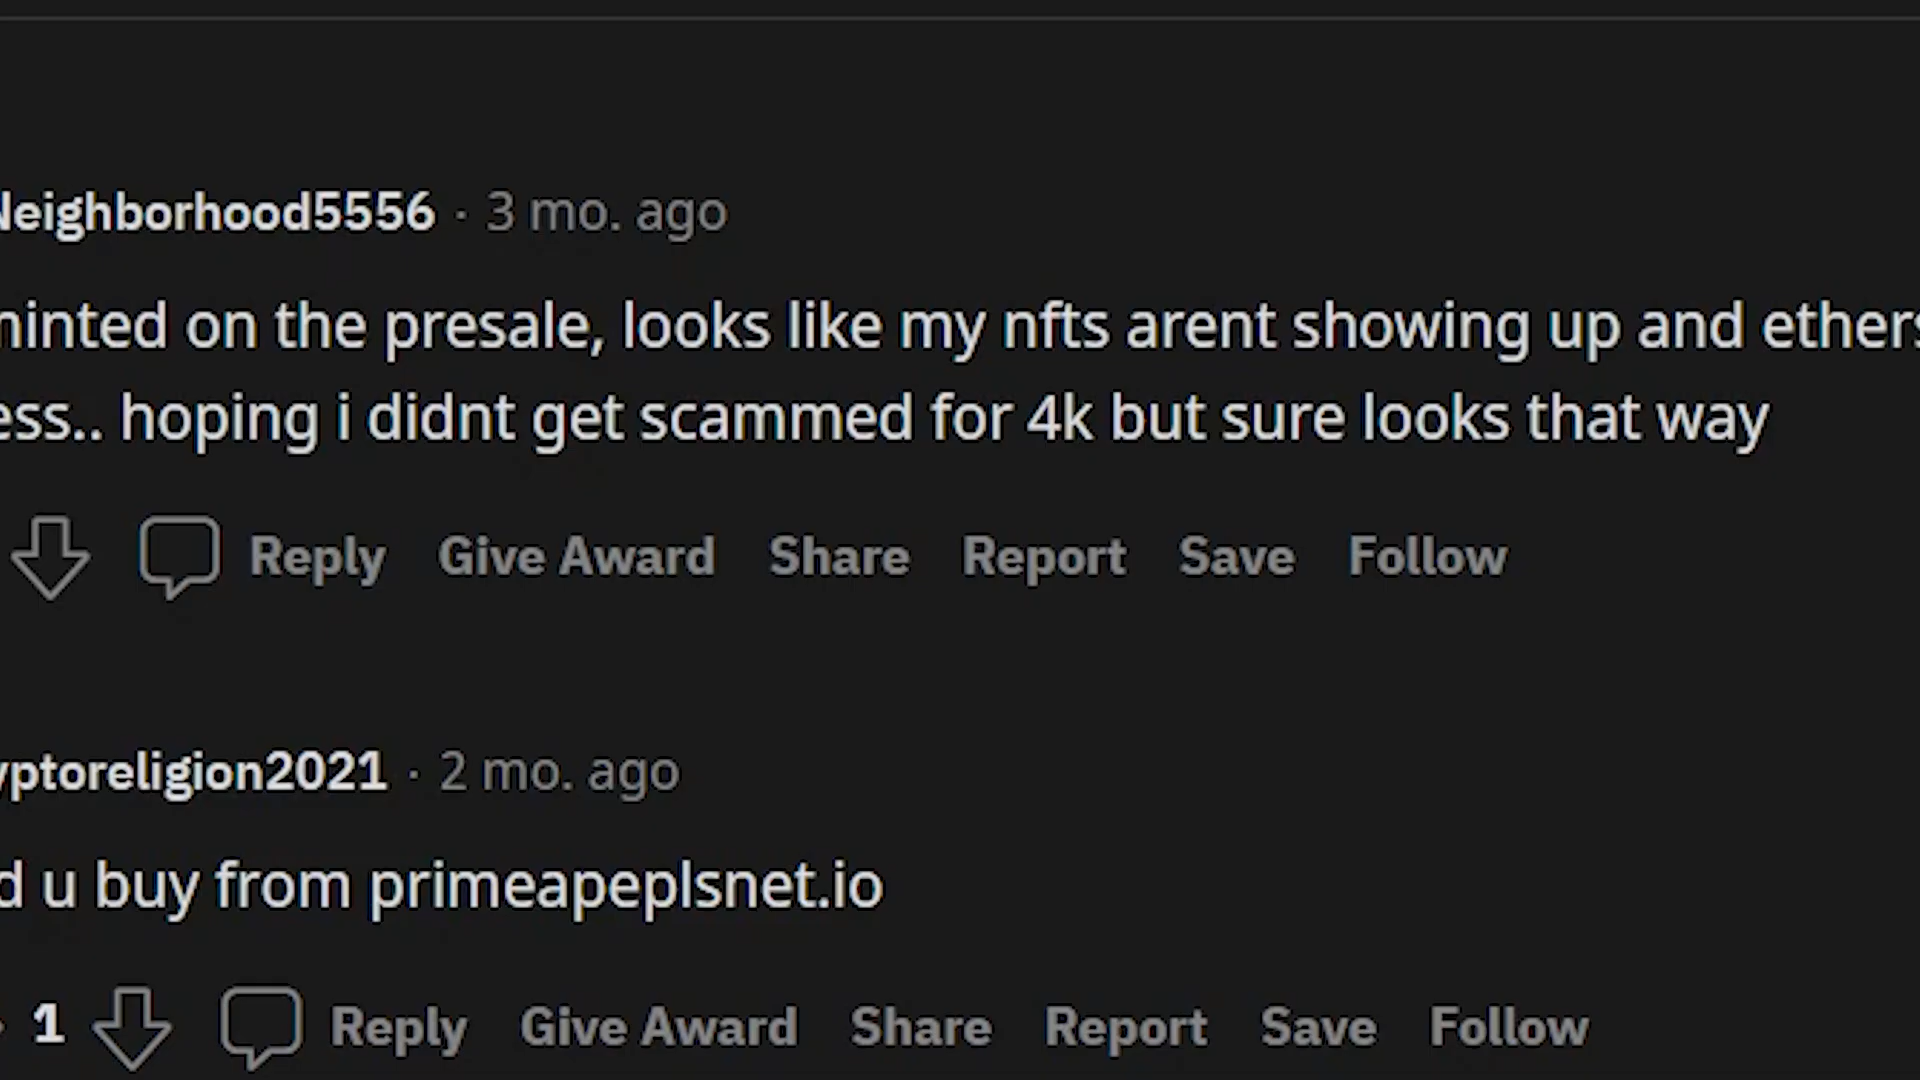 Neighborhood5556 · 3 mo. ago
minted on the presale, looks like my nfts arent showing up and ethers
ess.. hoping i didnt get scammed for 4k but sure looks that way
Reply Give Award Share Report Save Follow
yptoreligion2021 · 2 mo. ago
d u buy from primeapeplsnet.io
1 Reply Give Award Share Report Save Follow